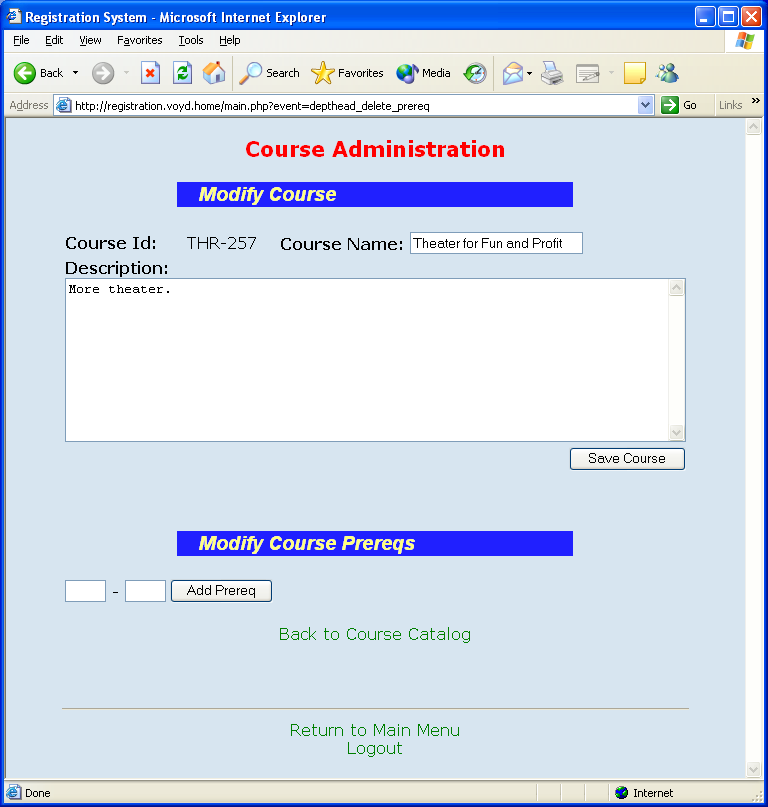 Registration System - Microsoft Internet Explorer
File Edit View Favorites Tools Help
Back Search Favorites Media
Address http://registration.voyd.home/main.php?event=depthead_delete_prereq Go Links »
Course Administration
Modify Course
Course Id: THR-257 Course Name: Theater for Fun and Profit
Description:
More theater.
Save Course
Modify Course Prereqs
- Add Prereq
Back to Course Catalog
Return to Main Menu
Logout
Done Internet